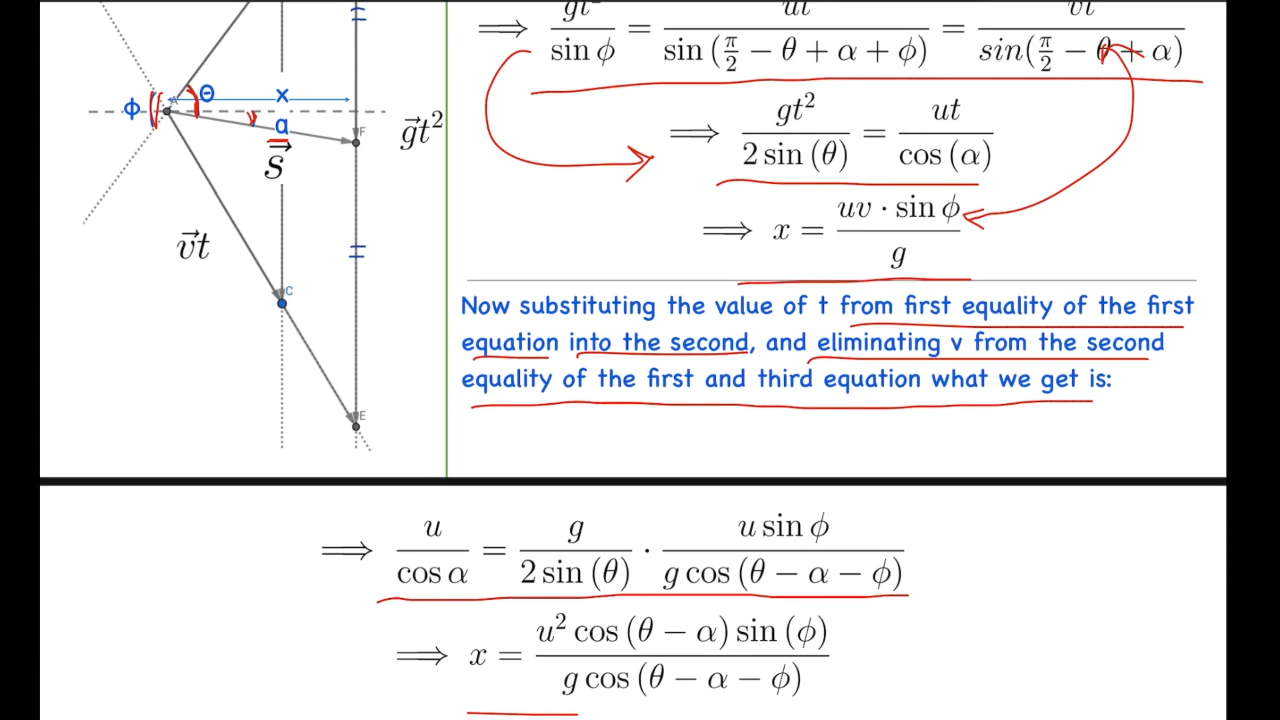 ⟹ gt²/sin ϕ = ut/sin (π/2 − θ + α + ϕ) = vt/sin(π/2 − θ + α)
⟹ gt²/2 sin (θ) = ut/cos (α)
⟹ x = uv · sin ϕ/g
Now substituting the value of t from first equality of the first
equation into the second, and eliminating v from the second
equality of the first and third equation what we get is:
ϕ
A
θ
x
α
s⃗
F
g⃗t²
v⃗t
C
E
⟹ u/cos α = g/2 sin (θ) · u sin ϕ/g cos (θ − α − ϕ)
⟹ x = u² cos (θ − α) sin (ϕ)/g cos (θ − α − ϕ)